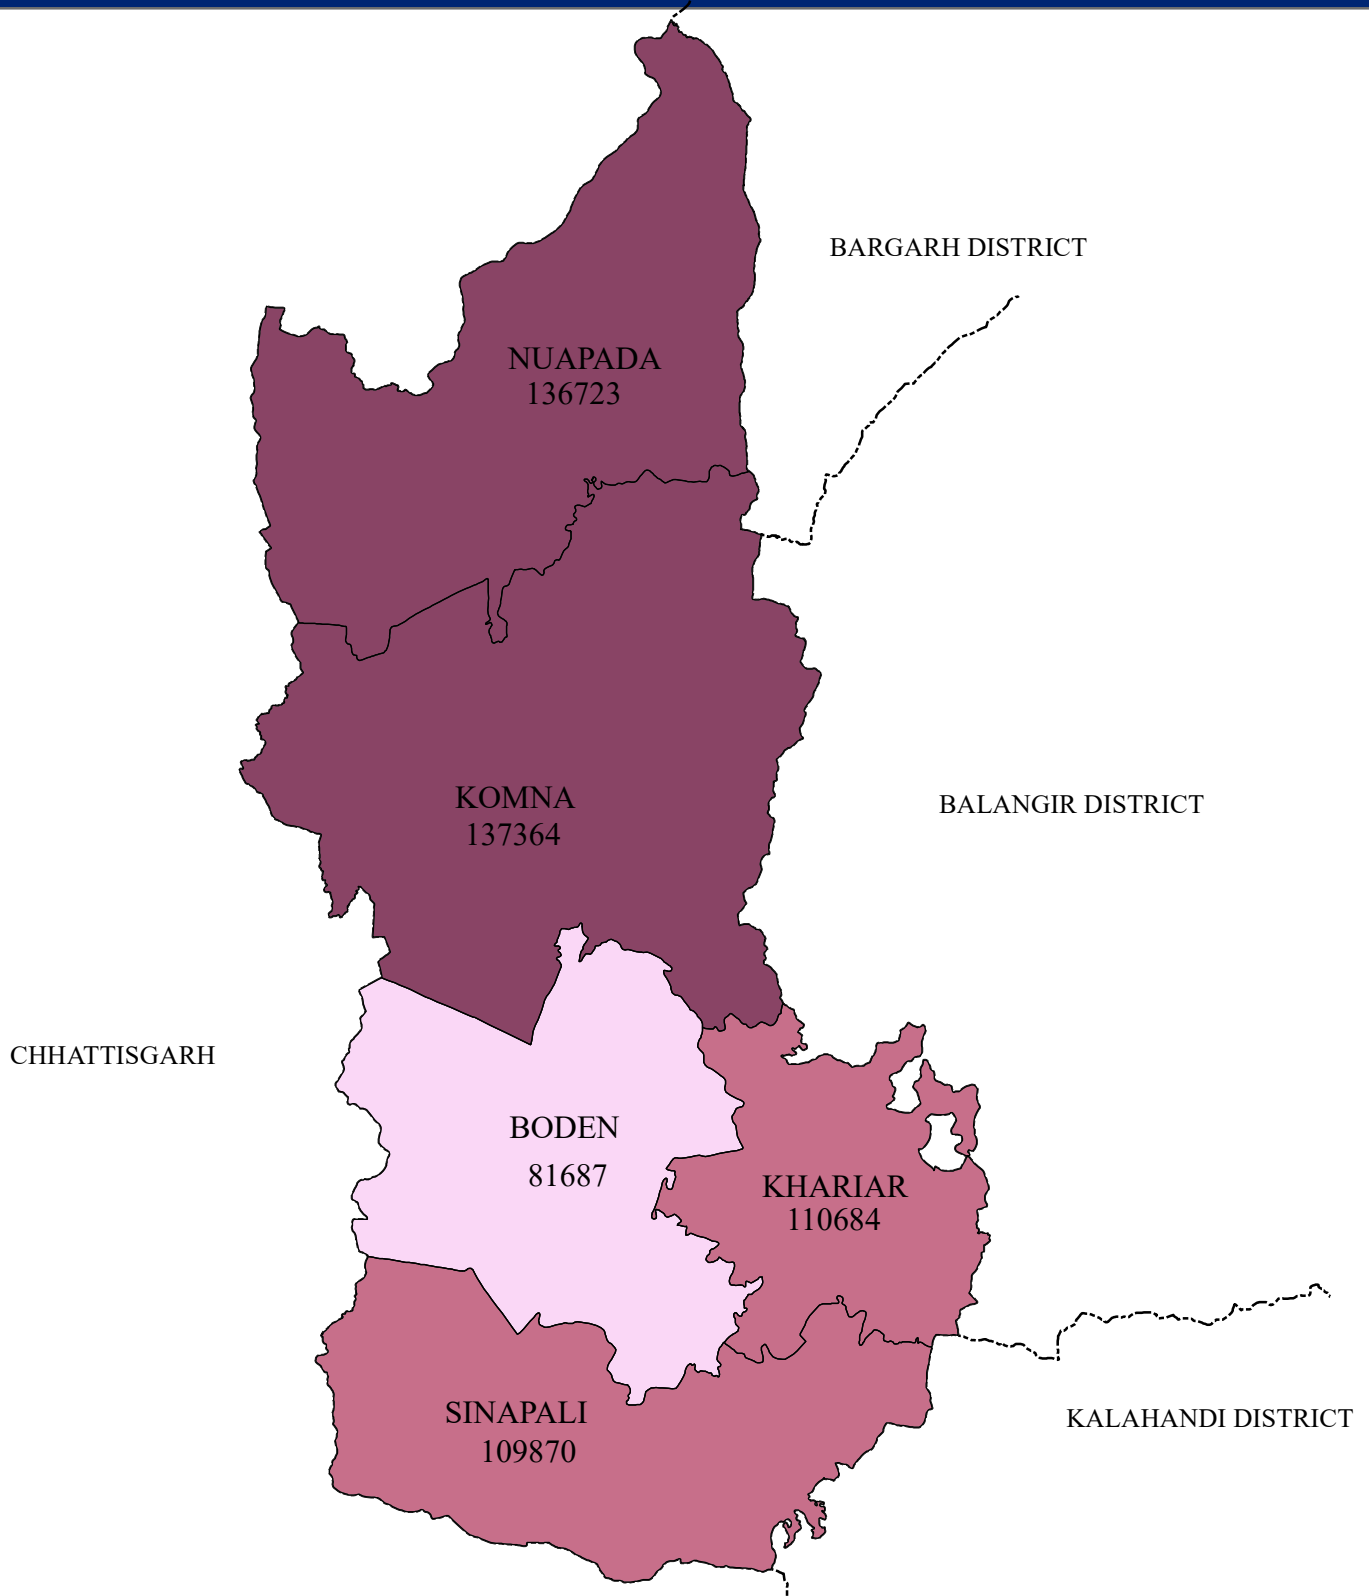 BARGARH DISTRICT
NUAPADA
136723
KOMNA
137364
BALANGIR DISTRICT
CHHATTISGARH
BODEN
81687
KHARIAR
110684
SINAPALI
109870
KALAHANDI DISTRICT